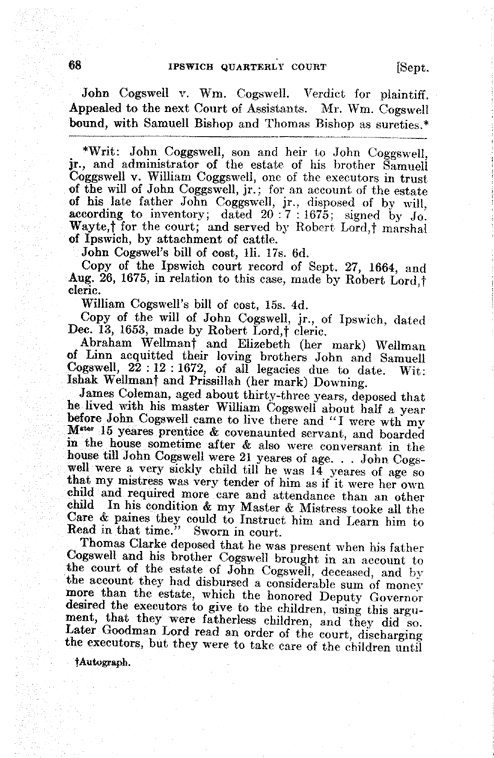 68 IPSWICH QUARTERLY COURT [Sept.
John Cogswell v. Wm. Cogswell. Verdict for plaintiff.
Appealed to the next Court of Assistants. Mr. Wm. Cogswell
bound, with Samuell Bishop and Thomas Bishop as sureties.*
*Writ: John Coggswell, son and heir to John Coggswell,
jr., and administrator of the estate of his brother Samuell
Coggswell v. William Coggswell, one of the executors in trust
of the will of John Coggswell, jr.; for an account of the estate
of his late father John Coggswell, jr., disposed of by will,
according to inventory; dated 20 : 7 : 1675; signed by Jo.
Wayte,† for the court; and served by Robert Lord,† marshal
of Ipswich, by attachment of cattle.
John Cogswel's bill of cost, 1li. 17s. 6d.
Copy of the Ipswich court record of Sept. 27, 1664, and
Aug. 26, 1675, in relation to this case, made by Robert Lord,†
cleric.
William Cogswell's bill of cost, 15s. 4d.
Copy of the will of John Cogswell, jr., of Ipswich, dated
Dec. 13, 1653, made by Robert Lord,† cleric.
Abraham Wellman† and Elizebeth (her mark) Wellman
of Linn acquitted their loving brothers John and Samuell
Cogswell, 22 : 12 : 1672, of all legacies due to date. Wit:
Ishak Wellman† and Prissillah (her mark) Downing.
James Coleman, aged about thirty-three years, deposed that
he lived with his master William Cogswell about half a year
before John Cogswell came to live there and "I were wth my
Mster 15 yeares prentice & covenaunted servant, and boarded
in the house sometime after & also were conversant in the
house till John Cogswell were 21 yeares of age. . . John Cogs-
well were a very sickly child till he was 14 yeares of age so
that my mistress was very tender of him as if it were her own
child and required more care and attendance than an other
child In his condition & my Master & Mistress tooke all the
Care & paines they could to Instruct him and Learn him to
Read in that time." Sworn in court.
Thomas Clarke deposed that he was present when his father
Cogswell and his brother Cogswell brought in an account to
the court of the estate of John Cogswell, deceased, and by
the account they had disbursed a considerable sum of money
more than the estate, which the honored Deputy Governor
desired the executors to give to the children, using this argu-
ment, that they were fatherless children, and they did so.
Later Goodman Lord read an order of the court, discharging
the executors, but they were to take care of the children until
†Autograph.